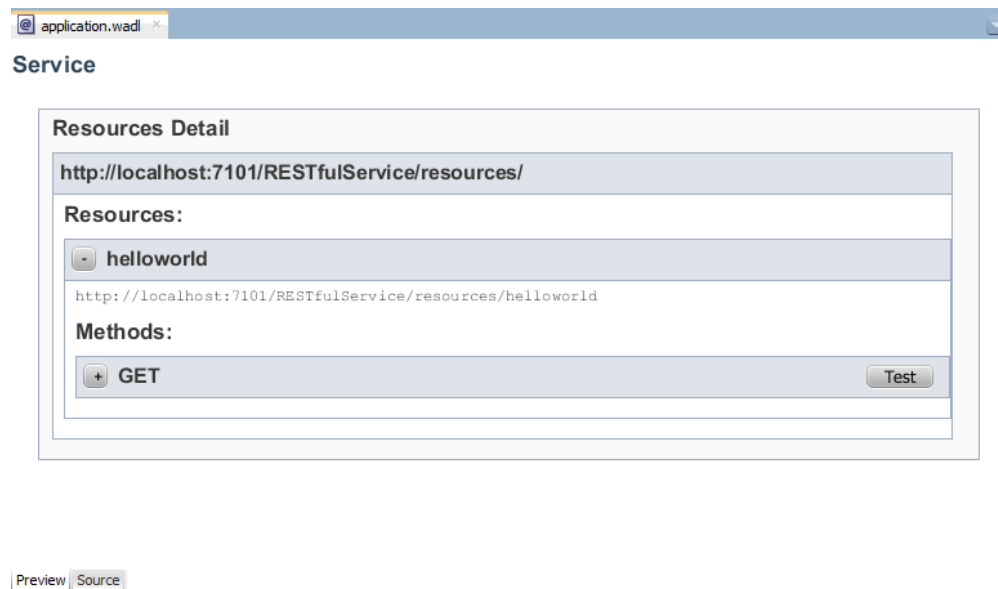 application.wadl
Service
Resources Detail
http://localhost:7101/RESTfulService/resources/
Resources:
- helloworld
http://localhost:7101/RESTfulService/resources/helloworld
Methods:
+ GET Test
Preview Source